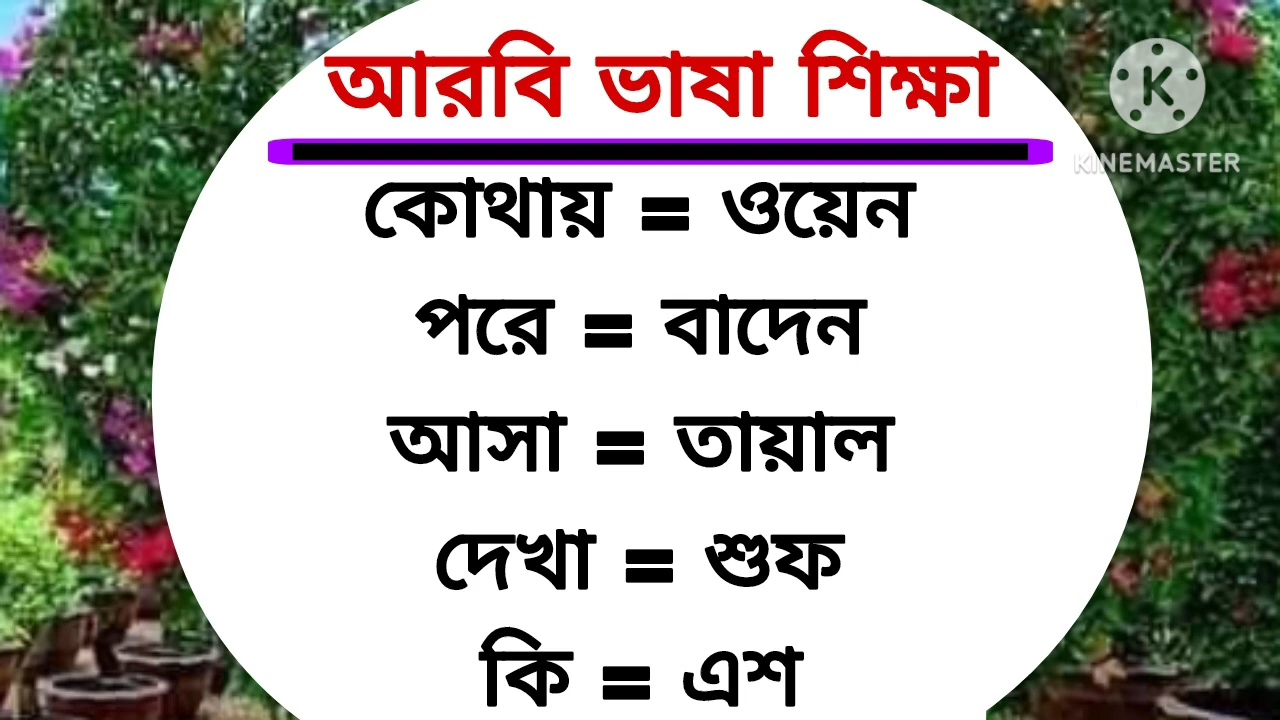 আরবি ভাষা শিক্ষা
KINEMASTER
কোথায় = ওয়েন
পরে = বাদেন
আসা = তায়াল
দেখা = শুফ
কি = এশ